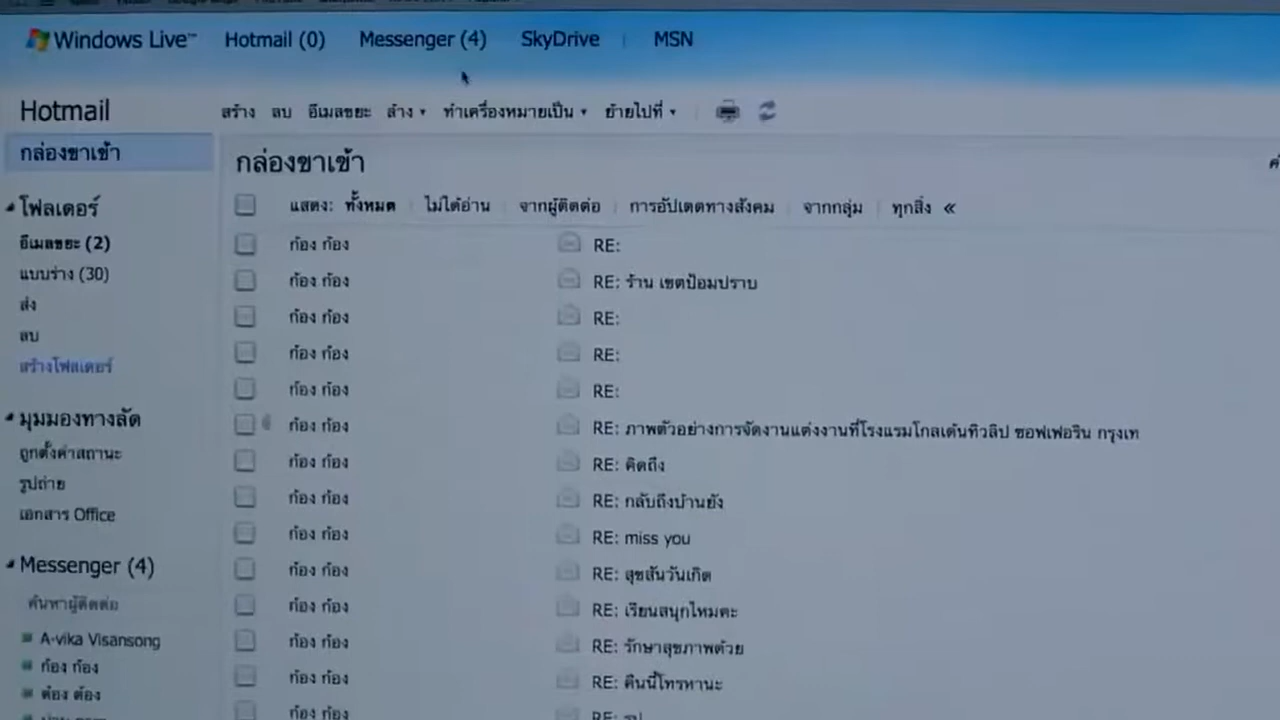 Windows Live™ Hotmail (0) Messenger (4) SkyDrive | MSN
Hotmail
สร้าง ลบ อีเมลขยะ ล้าง ทำเครื่องหมายเป็น ย้ายไปที่
กล่องขาเข้า
โฟลเดอร์
อีเมลขยะ (2)
แบบร่าง (30)
ส่ง
ลบ
สร้างโฟลเดอร์
มุมมองทางลัด
ถูกตั้งค่าสถานะ
รูปถ่าย
เอกสาร Office
Messenger (4)
ค้นหาผู้ติดต่อ
A-vika Visansong
ก้อง ก้อง
ต้อง ต้อง
กล่องขาเข้า
แสดง: ทั้งหมด ไม่ได้อ่าน จากผู้ติดต่อ การอัปเดตทางสังคม จากกลุ่ม ทุกสิ่ง «
ก้อง ก้อง RE:
ก้อง ก้อง RE: ร้าน เขตป้อมปราบ
ก้อง ก้อง RE:
ก้อง ก้อง RE:
ก้อง ก้อง RE:
ก้อง ก้อง RE: ภาพตัวอย่างการจัดงานแต่งงานที่โรงแรมโกลเด้นทิวลิป ซอฟเฟอริน กรุงเท
ก้อง ก้อง RE: คิดถึง
ก้อง ก้อง RE: กลับถึงบ้านยัง
ก้อง ก้อง RE: miss you
ก้อง ก้อง RE: สุขสันวันเกิด
ก้อง ก้อง RE: เรียนสนุกไหมคะ
ก้อง ก้อง RE: รักษาสุขภาพด้วย
ก้อง ก้อง RE: คืนนี้โทรหานะ
ก้อง ก้อง RE: รูป